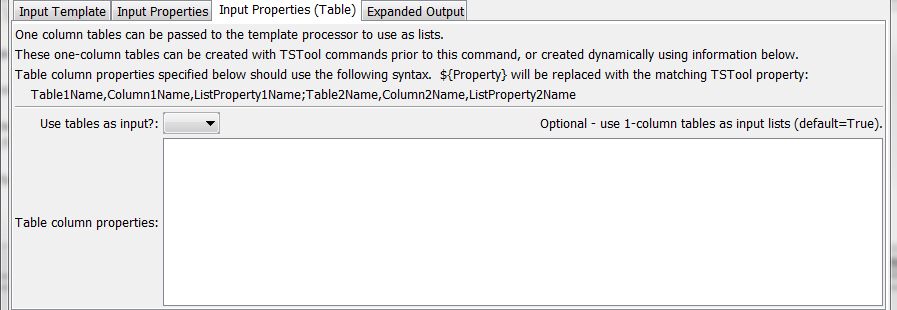 Input Template Input Properties Input Properties (Table) Expanded Output
One column tables can be passed to the template processor to use as lists.
These one-column tables can be created with TSTool commands prior to this command, or created dynamically using information below.
Table column properties specified below should use the following syntax.  ${Property} will be replaced with the matching TSTool property:
Table1Name,Column1Name,ListProperty1Name;Table2Name,Column2Name,ListProperty2Name
Use tables as input?: Optional - use 1-column tables as input lists (default=True).
Table column properties: